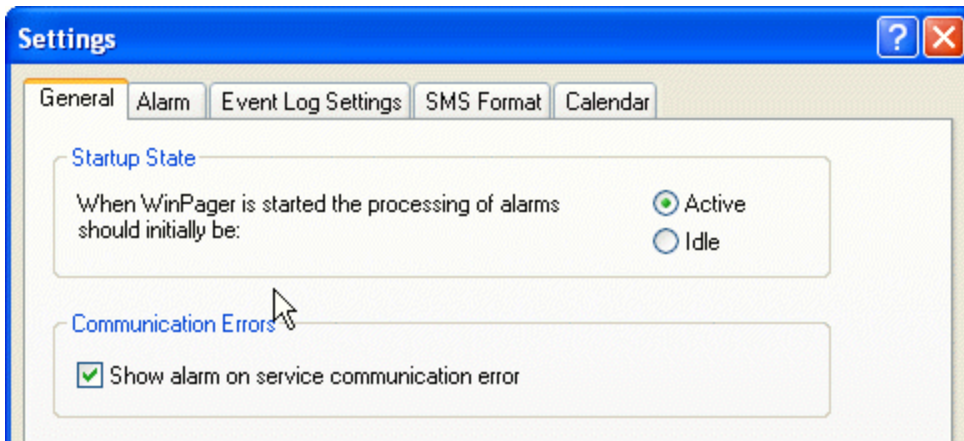 Settings
General Alarm Event Log Settings SMS Format Calendar
Startup State
When WinPager is started the processing of alarms
should initially be:
Active
Idle
Communication Errors
Show alarm on service communication error